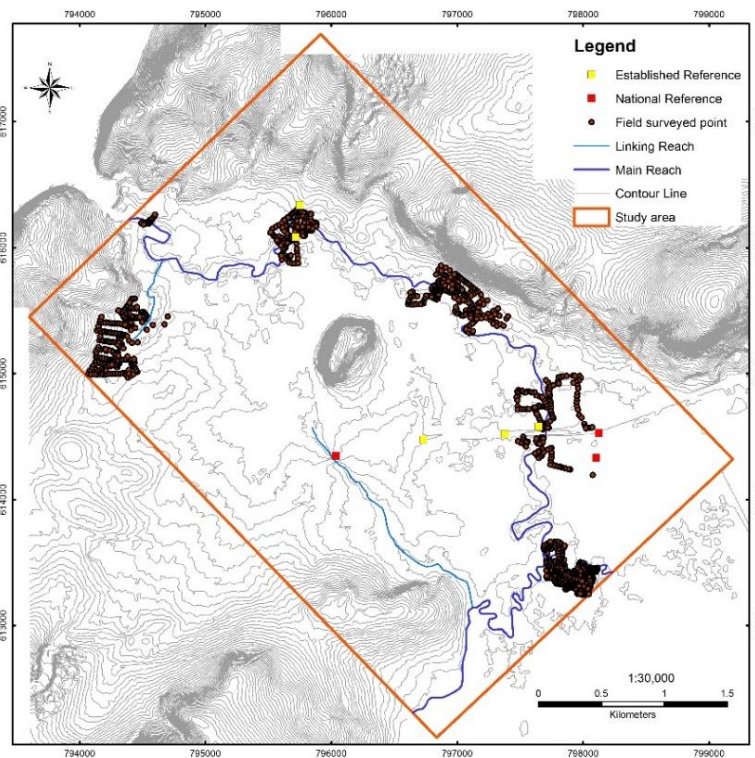 794000 795000 796000 797000 798000 799000
N
Legend
Established Reference
National Reference
Field surveyed point
Linking Reach
Main Reach
Contour Line
Study area
617000
616000
615000
614000
613000
1:30,000
0 0.5 1 1.5
Kilometers
794000 795000 796000 797000 798000 799000